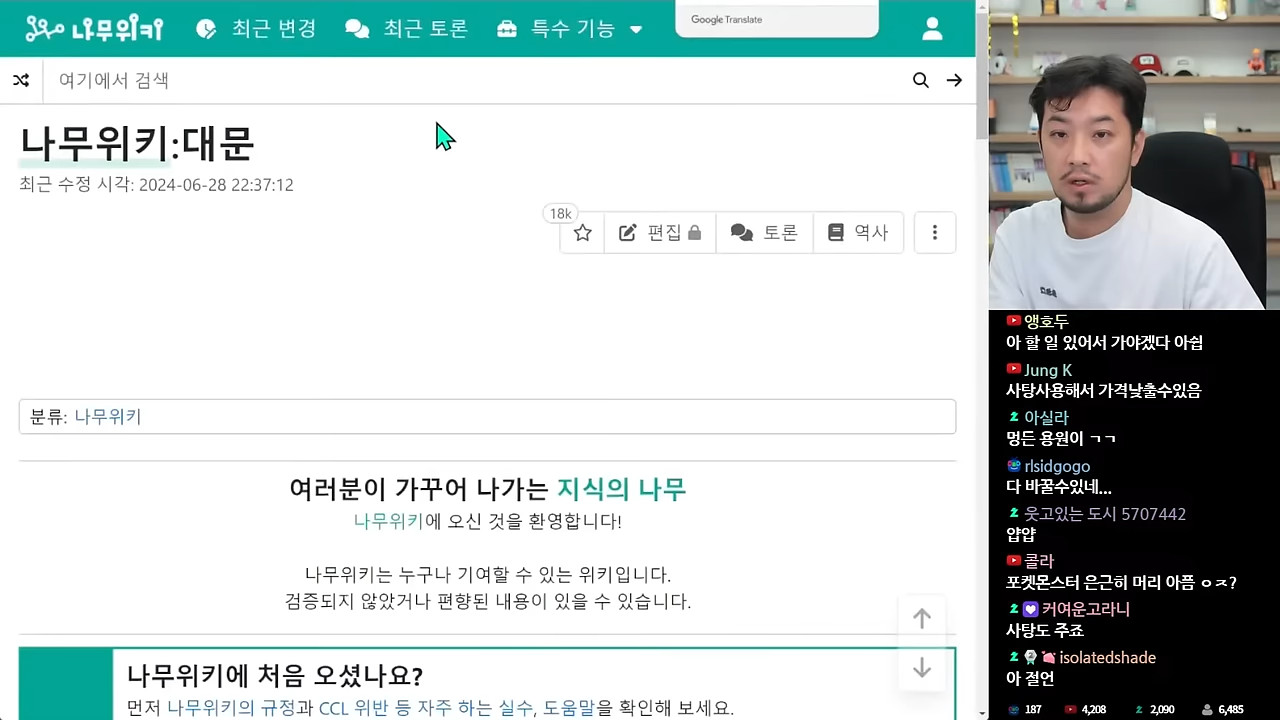 나무위키
최근 변경
최근 토론
특수 기능
Google Translate
여기에서 검색
나무위키:대문
최근 수정 시각: 2024-06-28 22:37:12
18k
편집
토론
역사
분류: 나무위키
여러분이 가꾸어 나가는 지식의 나무
나무위키에 오신 것을 환영합니다!
나무위키는 누구나 기여할 수 있는 위키입니다.
검증되지 않았거나 편향된 내용이 있을 수 있습니다.
나무위키에 처음 오셨나요?
먼저 나무위키의 규정과 CCL 위반 등 자주 하는 실수, 도움말을 확인해 보세요.
앵호두
아 할 일 있어서 가야겠다 아쉽
Jung K
사탕사용해서 가격낮출수있음
아실라
멍든 용원이 ㄱㄱ
rlsidgogo
다 바꿀수있네...
웃고있는 도시 5707442
얍얍
콜라
포켓몬스터 은근히 머리 아픔 ㅇㅈ?
커여운고라니
사탕도 주죠
isolatedshade
아 절언
187
4,208
2,090
6,485